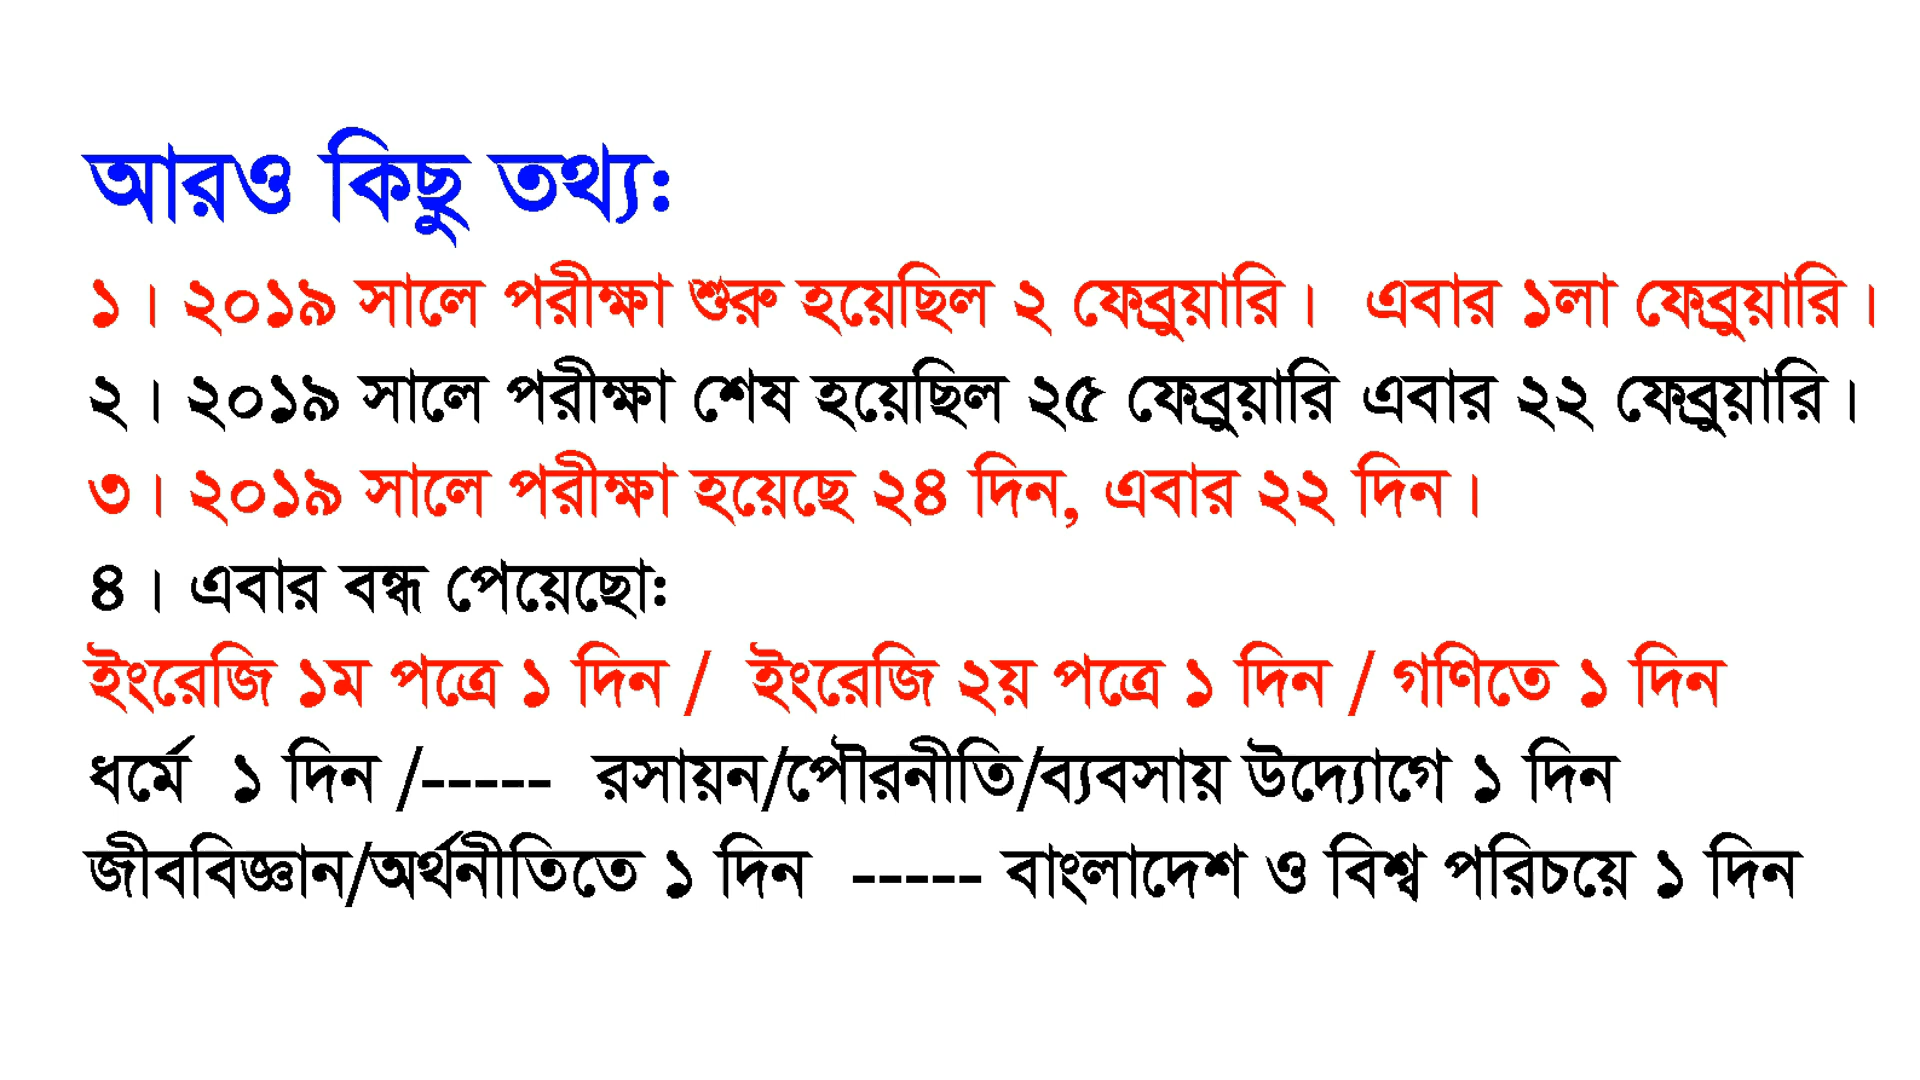 আরও কিছু তথ্যঃ
১। ২০১৯ সালে পরীক্ষা শুরু হয়েছিল ২ ফেব্রুয়ারি। এবার ১লা ফেব্রুয়ারি।
২। ২০১৯ সালে পরীক্ষা শেষ হয়েছিল ২৫ ফেব্রুয়ারি এবার ২২ ফেব্রুয়ারি।
৩। ২০১৯ সালে পরীক্ষা হয়েছে ২৪ দিন, এবার ২২ দিন।
৪। এবার বন্ধ পেয়েছোঃ
ইংরেজি ১ম পত্রে ১ দিন / ইংরেজি ২য় পত্রে ১ দিন / গণিতে ১ দিন
ধর্মে ১ দিন /----- রসায়ন/পৌরনীতি/ব্যবসায় উদ্যোগে ১ দিন
জীববিজ্ঞান/অর্থনীতিতে ১ দিন ----- বাংলাদেশ ও বিশ্ব পরিচয়ে ১ দিন